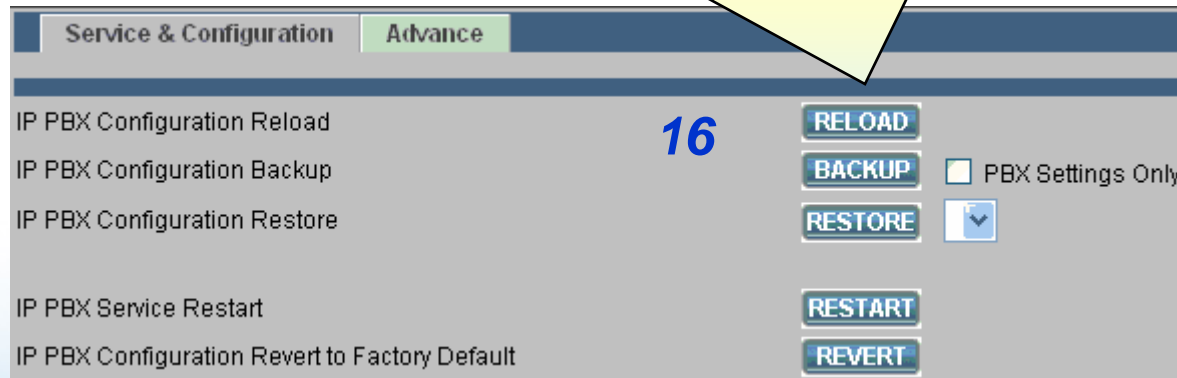 Service & Configuration Advance
IP PBX Configuration Reload 16 RELOAD
IP PBX Configuration Backup BACKUP PBX Settings Only
IP PBX Configuration Restore RESTORE
IP PBX Service Restart RESTART
IP PBX Configuration Revert to Factory Default REVERT